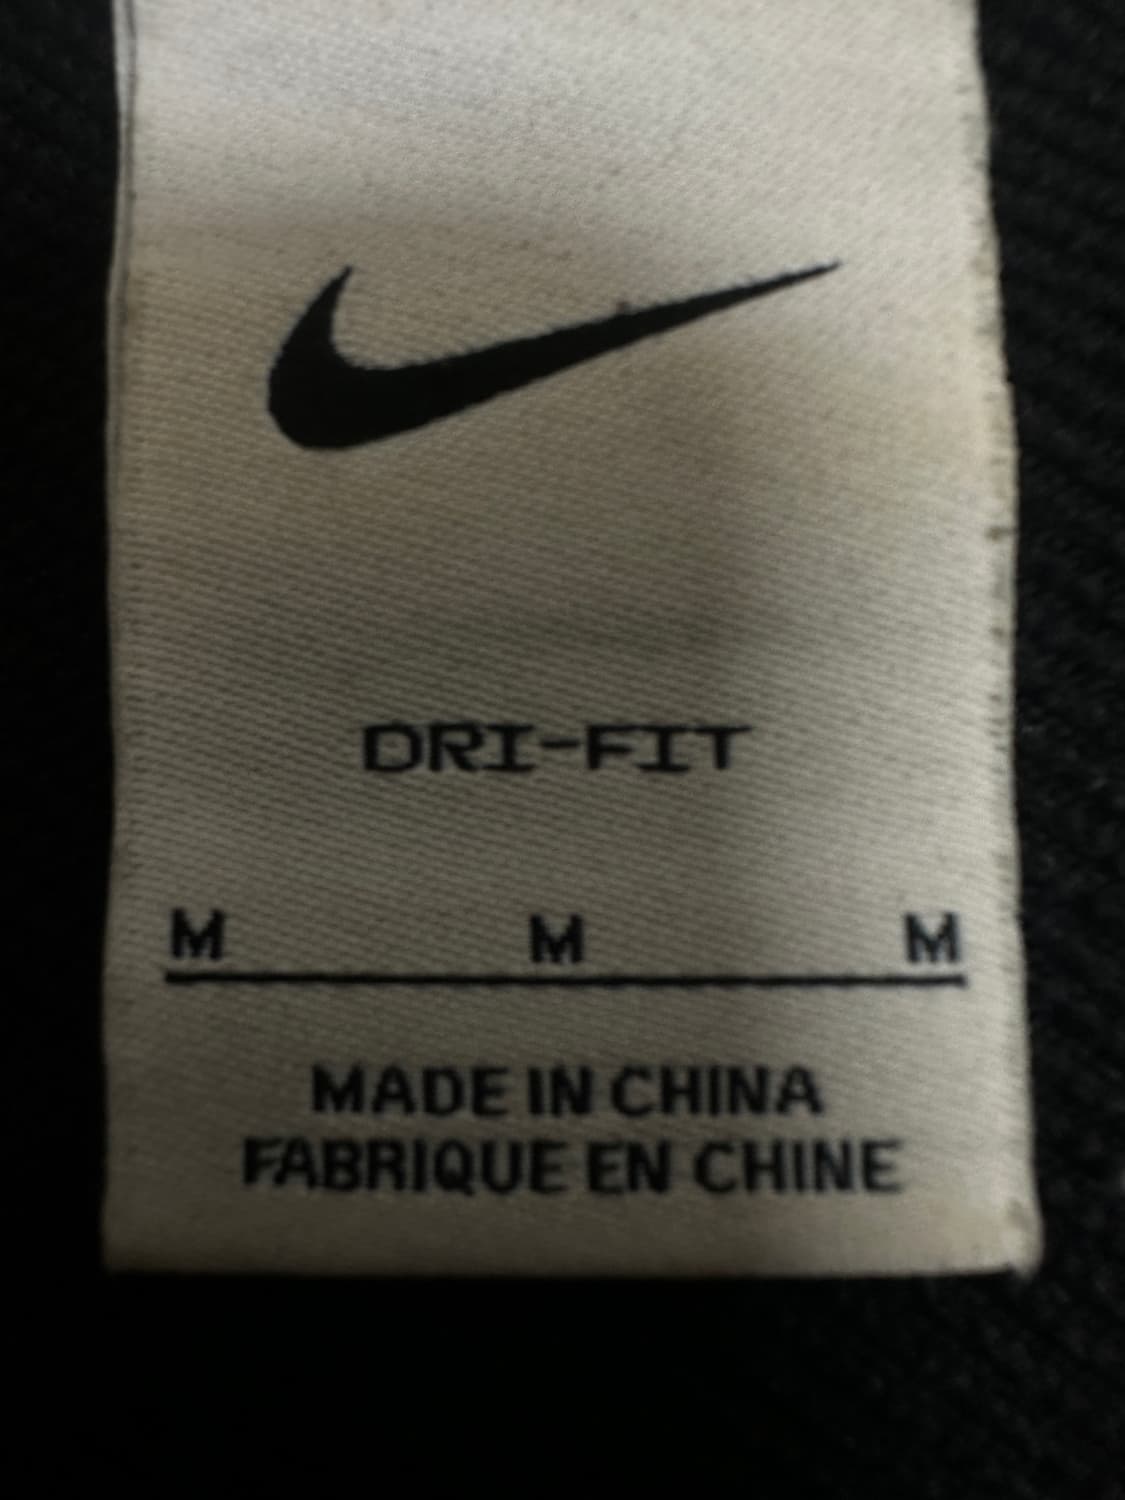 DRI-FIT
M M M
MADE IN CHINA
FABRIQUE EN CHINE